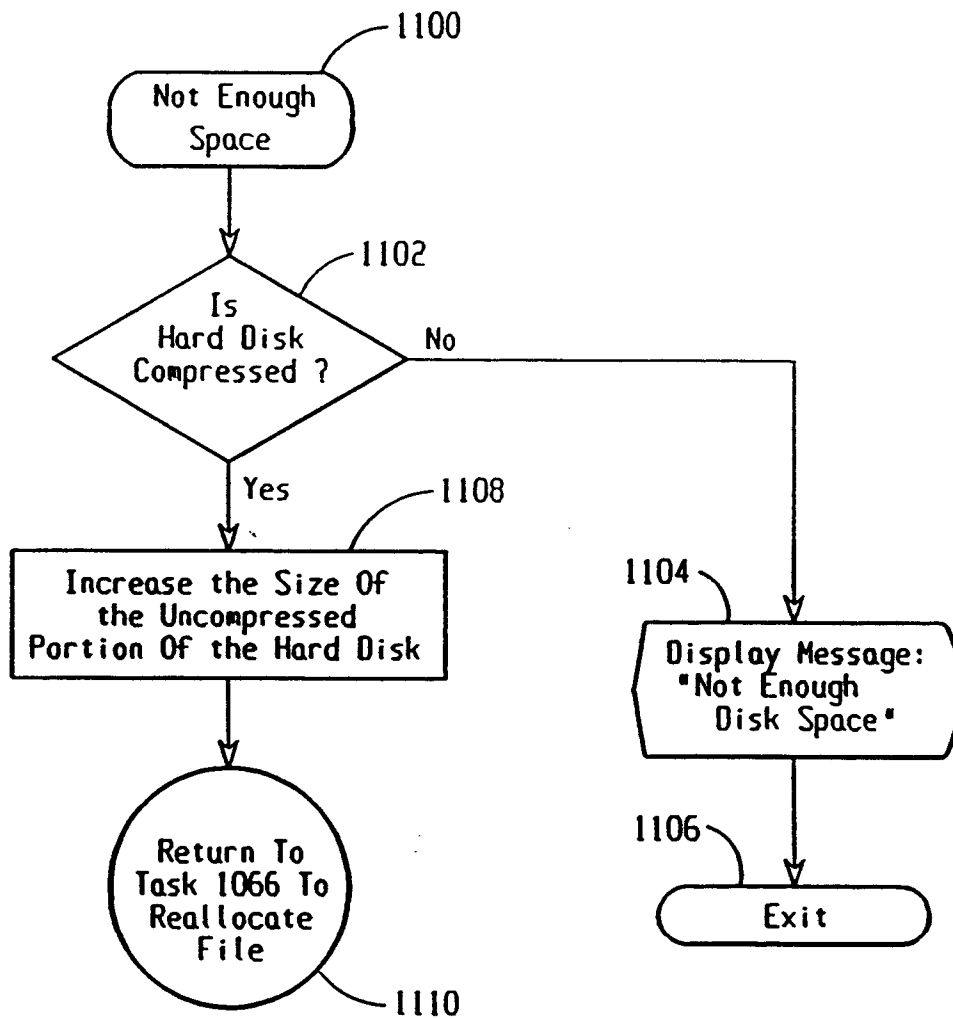 1100
Not Enough
Space
1102
Is
Hard Disk
Compressed ?
No
Yes
1108
Increase the Size Of
the Uncompressed
Portion Of the Hard Disk
1104
Display Message:
"Not Enough
Disk Space"
1106
Exit
Return To
Task 1066 To
Reallocate
File
1110